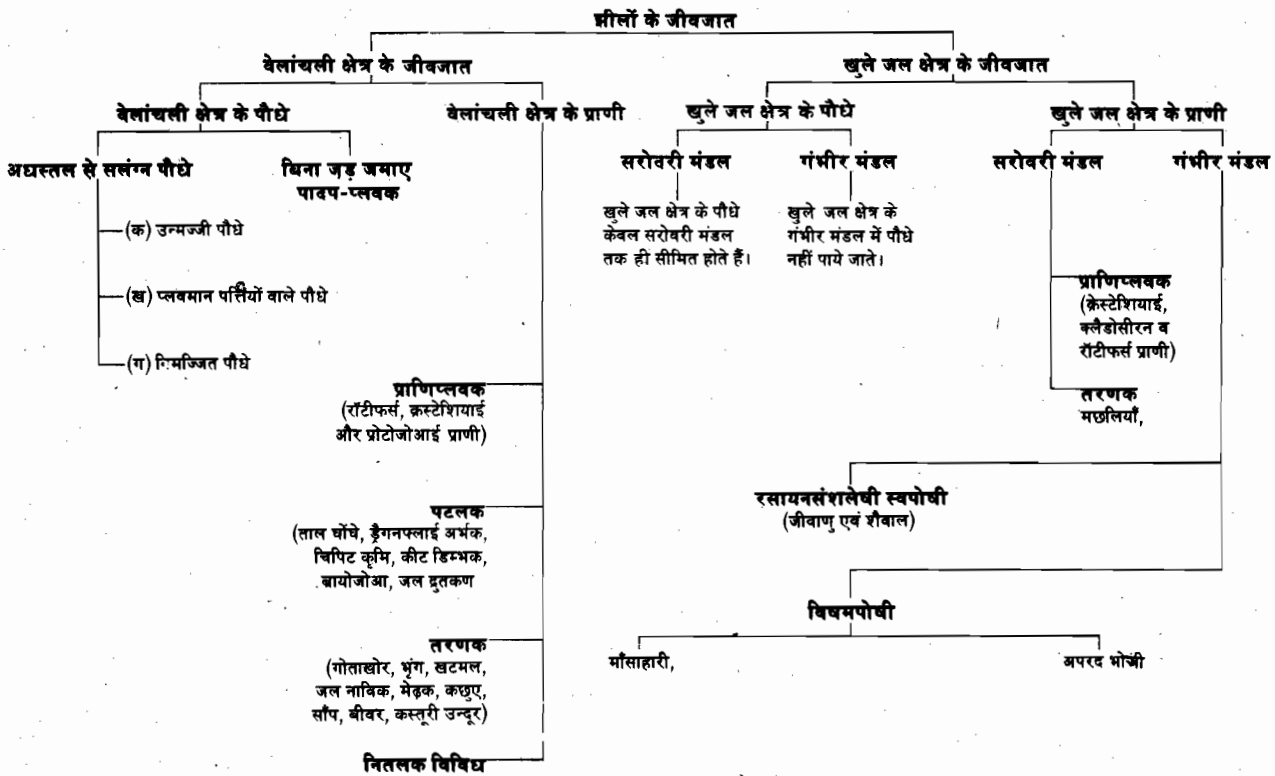 झीलों के जीवजात
वेलांचली क्षेत्र के जीवजात
खुले जल क्षेत्र के जीवजात
वेलांचली क्षेत्र के पौधे
वेलांचली क्षेत्र के प्राणी
खुले जल क्षेत्र के पौधे
खुले जल क्षेत्र के प्राणी
अधस्तल से सलंग्न पौधे
बिना जड़ जमाए
पादप-प्लवक
सरोवरी मंडल
गंभीर मंडल
सरोवरी मंडल
गंभीर मंडल
(क) उन्मज्जी पौधे
(ख) प्लवमान पत्तियों वाले पौधे
(ग) निमज्जित पौधे
खुले जल क्षेत्र के पौधे
केवल सरोवरी मंडल
तक ही सीमित होते हैं।
खुले जल क्षेत्र के
गंभीर मंडल में पौधे
नहीं पाये जाते।
प्राणिप्लवक
(क्रेस्टेशियाई,
क्लैडोसीरन व
रॉटीफर्स प्राणी)
तरणक
मछलियाँ,
प्राणिप्लवक
(रॉटीफर्स, क्रस्टेशियाई
और प्रोटोजोआई प्राणी)
पटलक
(ताल घोंघे, ड्रैगनफ्लाई अर्भक,
चिपिट कृमि, कीट डिम्भक,
ब्रायोजोआ, जल द्रुतकण
तरणक
(गोताखोर, भृंग, खटमल,
जल नाविक, मेढ़क, कछुए,
साँप, बीवर, कस्तूरी उन्दूर)
नितलक विविध
रसायनसंशलेषी स्वपोषी
(जीवाणु एवं शैवाल)
विषमपोषी
माँसाहारी,
अपरद भोजी